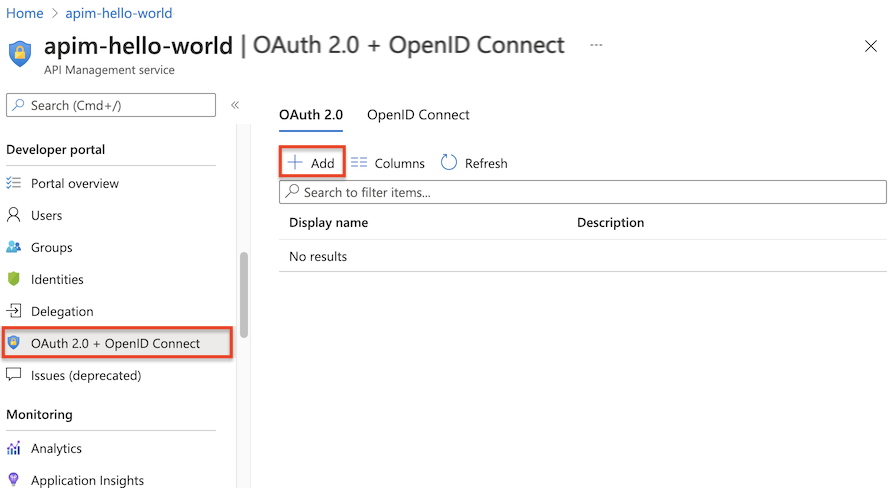 Home > apim-hello-world
apim-hello-world | OAuth 2.0 + OpenID Connect ...
API Management service
Search (Cmd+/) «
Developer portal
Portal overview
Users
Groups
Identities
Delegation
OAuth 2.0 + OpenID Connect
Issues (deprecated)
Monitoring
Analytics
Application Insights
OAuth 2.0 OpenID Connect
Add Columns Refresh
Search to filter items...
Display name Description
No results